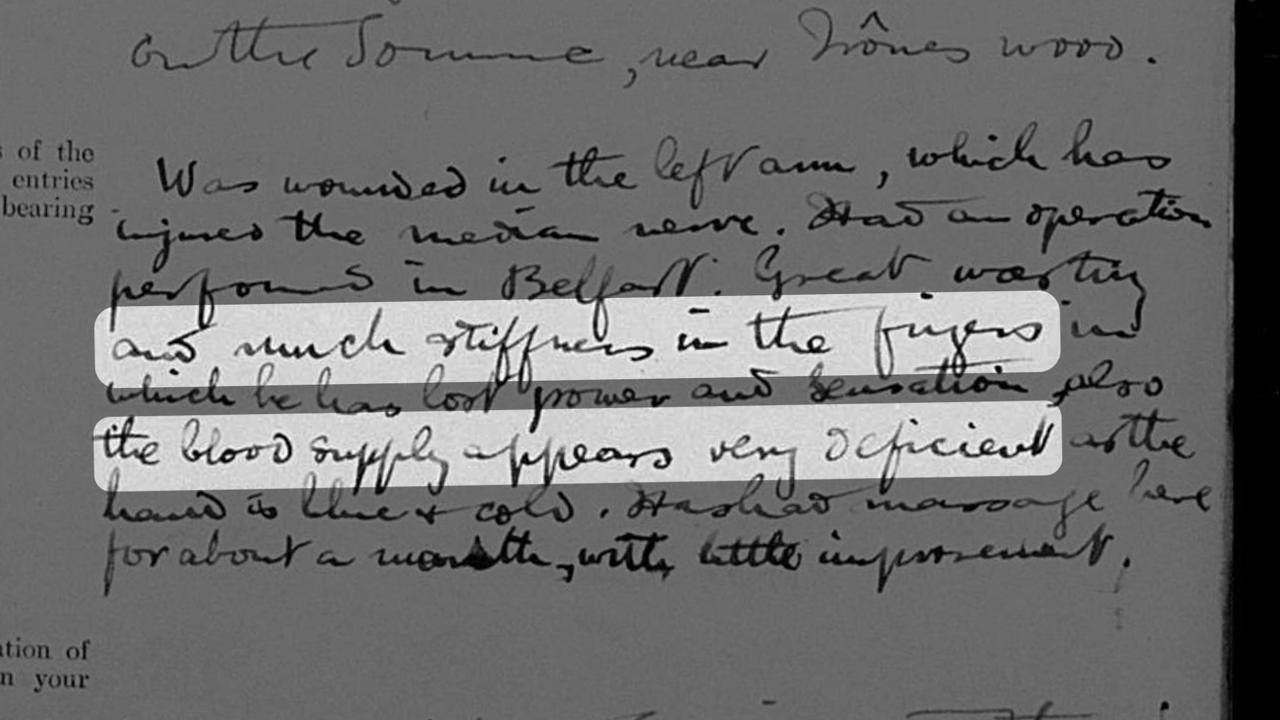 on the Somme, near Trônes wood.
s of the
entries
bearing
Was wounded in the left arm, which has
injured the median nerve. Had an operation
performed in Belfast. Great wasting
and much stiffness in the fingers in
which he has lost power and sensation, also
the blood supply appears very deficient as the
hand is blue & cold. Has had massage here
for about a month, with little improvement.
ation of
n your